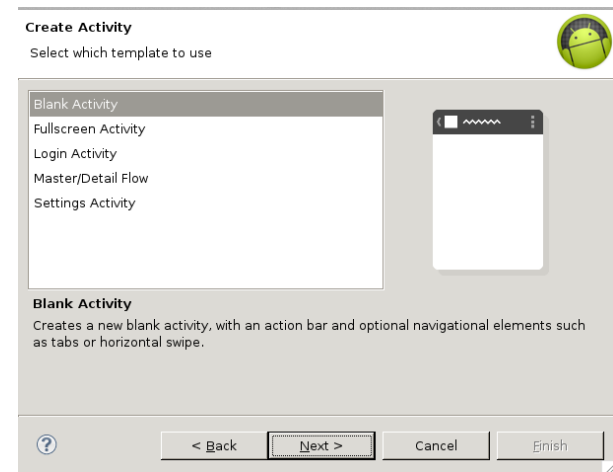 Create Activity
Select which template to use
Blank Activity
Fullscreen Activity
Login Activity
Master/Detail Flow
Settings Activity
Blank Activity
Creates a new blank activity, with an action bar and optional navigational elements such
as tabs or horizontal swipe.
< Back Next > Cancel Finish